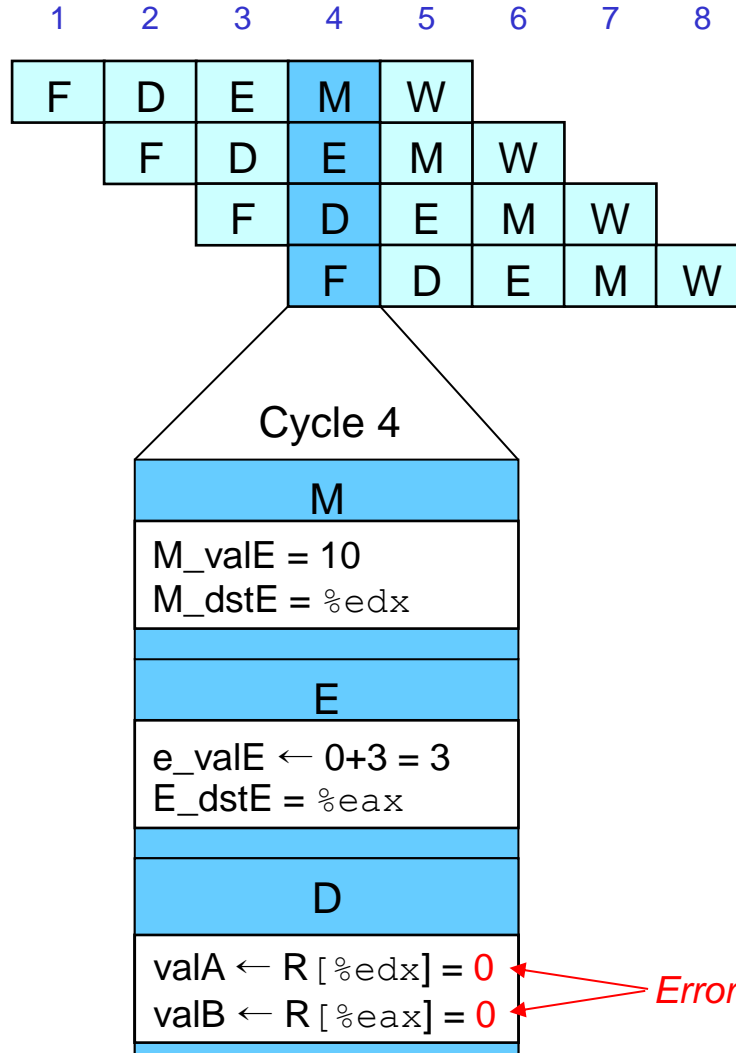 1 2 3 4 5 6 7 8
F D E M W
F D E M W
F D E M W
F D E M W
Cycle 4
M
M_valE = 10
M_dstE = %edx
E
e_valE ← 0+3 = 3
E_dstE = %eax
D
valA ← R[%edx] = 0
valB ← R[%eax] = 0
Error